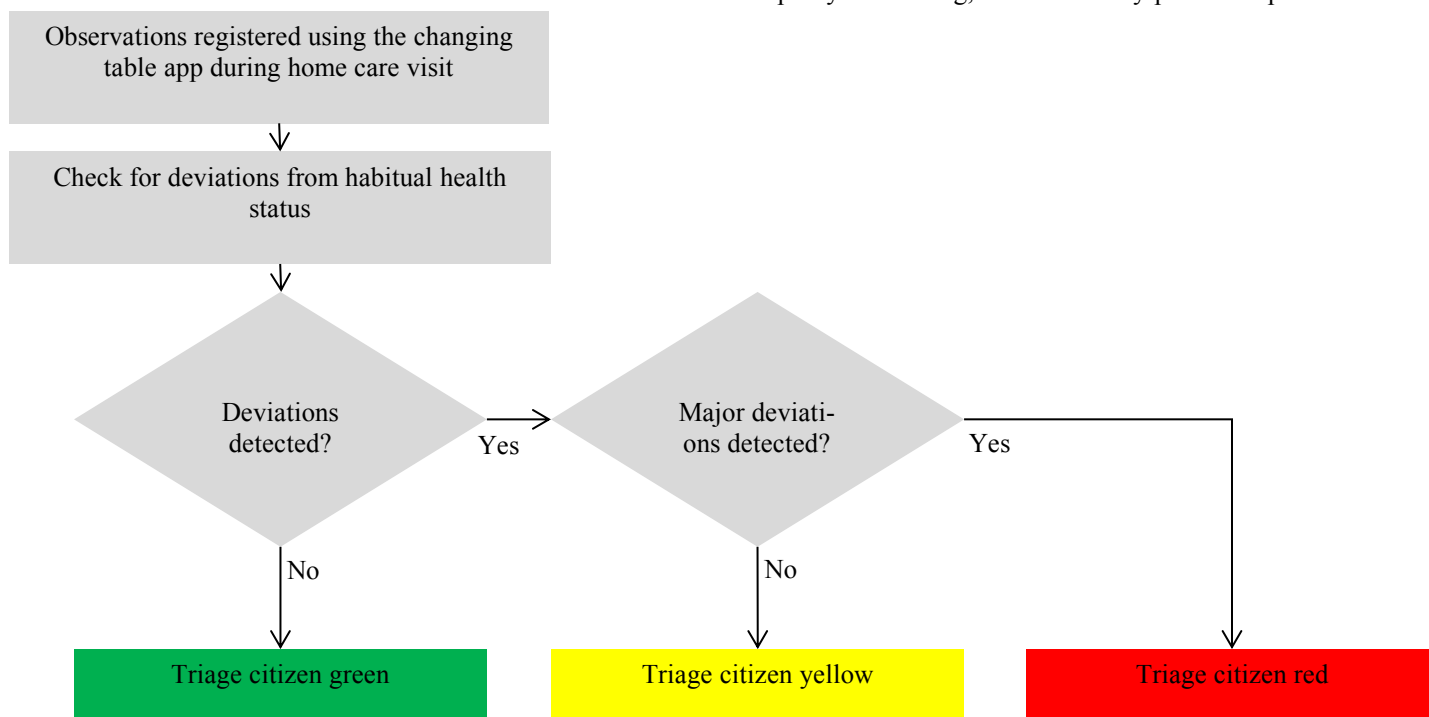 Observations registered using the changing
table app during home care visit
Check for deviations from habitual health
status
Deviations
detected?
Yes
Major deviati-
ons detected?
Yes
No
No
Triage citizen green
Triage citizen yellow
Triage citizen red